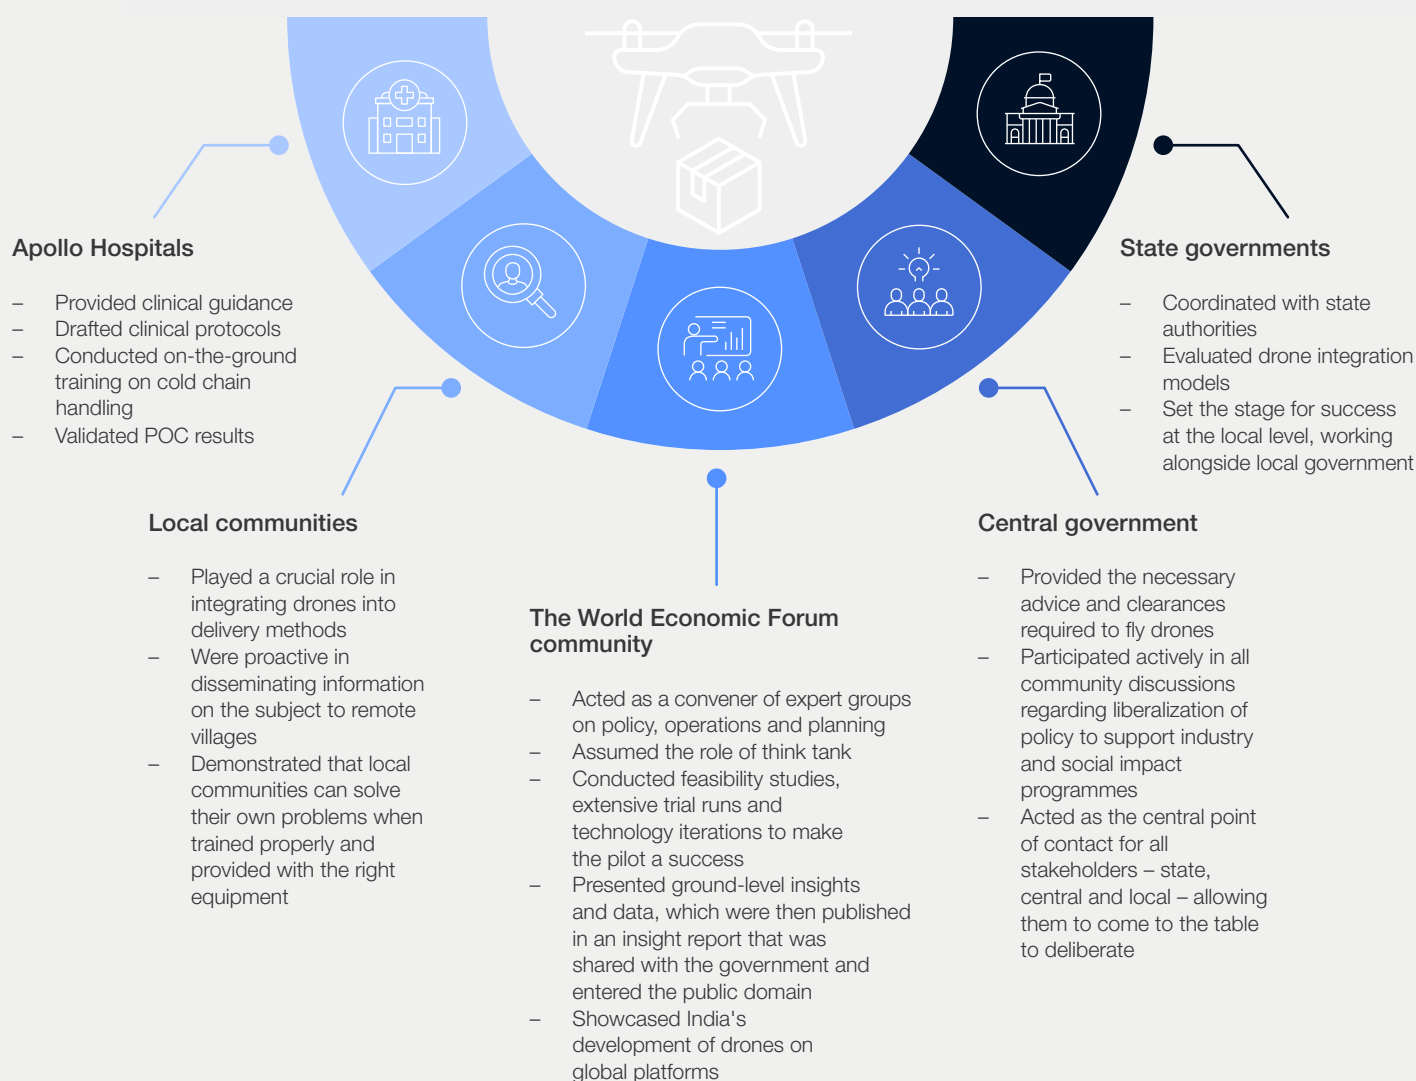 Apollo Hospitals
– Provided clinical guidance
– Drafted clinical protocols
– Conducted on-the-ground
training on cold chain
handling
– Validated POC results
Local communities
– Played a crucial role in
integrating drones into
delivery methods
– Were proactive in
disseminating information
on the subject to remote
villages
– Demonstrated that local
communities can solve
their own problems when
trained properly and
provided with the right
equipment
The World Economic Forum
community
– Acted as a convener of expert groups
on policy, operations and planning
– Assumed the role of think tank
– Conducted feasibility studies,
extensive trial runs and
technology iterations to make
the pilot a success
– Presented ground-level insights
and data, which were then published
in an insight report that was
shared with the government and
entered the public domain
– Showcased India's
development of drones on
global platforms
Central government
– Provided the necessary
advice and clearances
required to fly drones
– Participated actively in all
community discussions
regarding liberalization of
policy to support industry
and social impact
programmes
– Acted as the central point
of contact for all
stakeholders – state,
central and local – allowing
them to come to the table
to deliberate
State governments
– Coordinated with state
authorities
– Evaluated drone integration
models
– Set the stage for success
at the local level, working
alongside local government